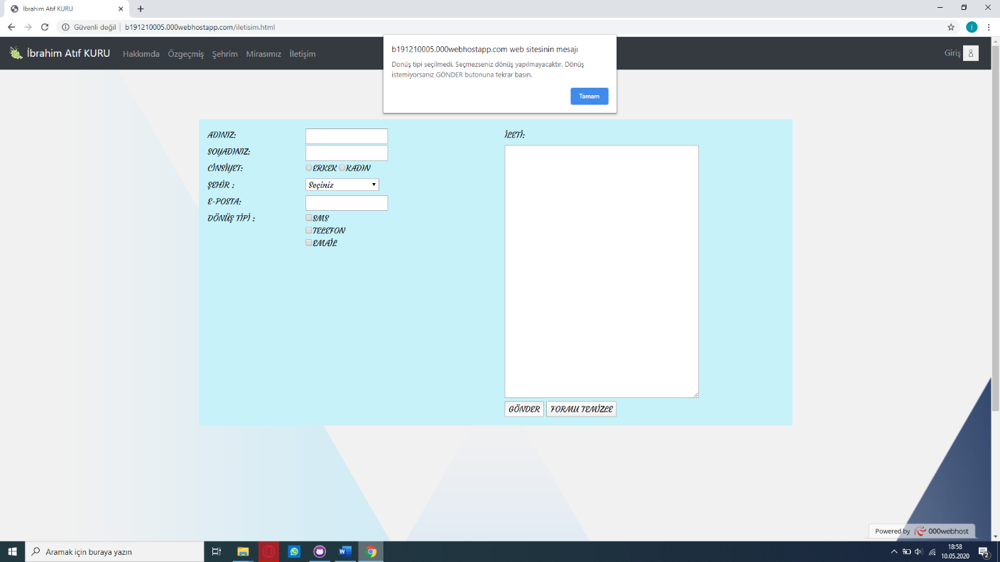 İbrahim Atıf KURU
Güvenli değil | b191210005.000webhostapp.com/iletisim.html
İbrahim Atıf KURU Hakkımda Özgeçmiş Şehrim Mirasımız İletişim Giriş
b191210005.000webhostapp.com web sitesinin mesajı
Donüş tipi seçilmedi. Seçmezseniz dönüş yapılmayacaktır. Dönüş
istemiyorsanız GÖNDER butonuna tekrar basın.
Tamam
ADINIZ:
SOYADINIZ:
CİNSİYET: ERKEK KADIN
ŞEHİR : Seçiniz
E-POSTA:
DÖNÜŞ TİPİ : SMS
TELEFON
EMAİL
İLETİ:
GÖNDER FORMU TEMİZLE
Powered by 000webhost
Aramak için buraya yazın
18:58
10.05.2020
2